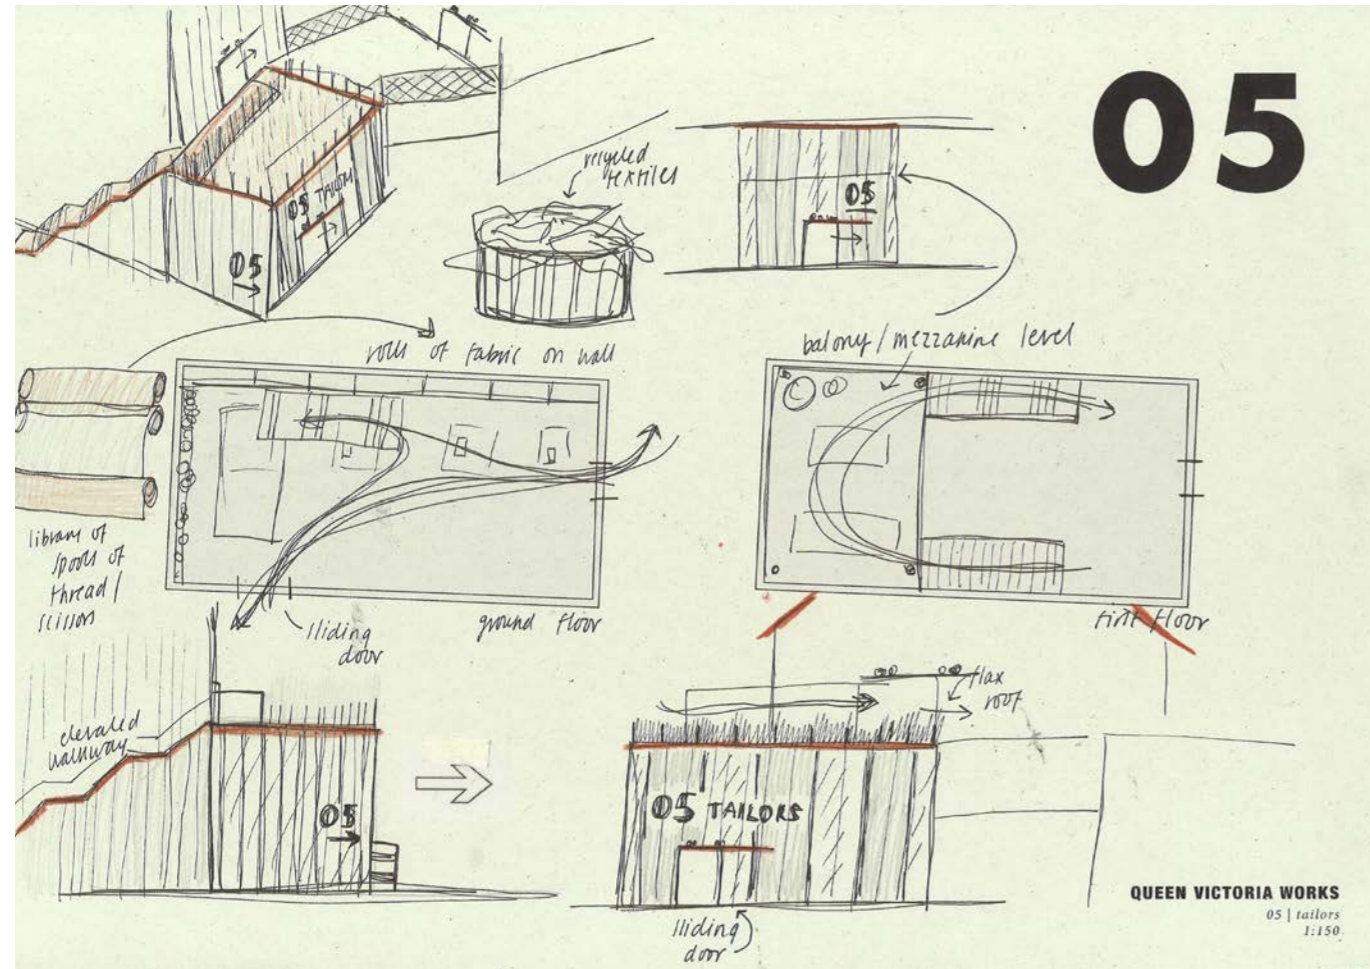 05
05 TAILORS
05
recycled
textiles
05
rolls of fabric on wall
balony/mezzanine level
library of
spools of
thread/
scissors
sliding
door
ground floor
first floor
elevated
walkway
flax
roof
05
05 TAILORS
sliding
door
QUEEN VICTORIA WORKS
05 | tailors
1:150